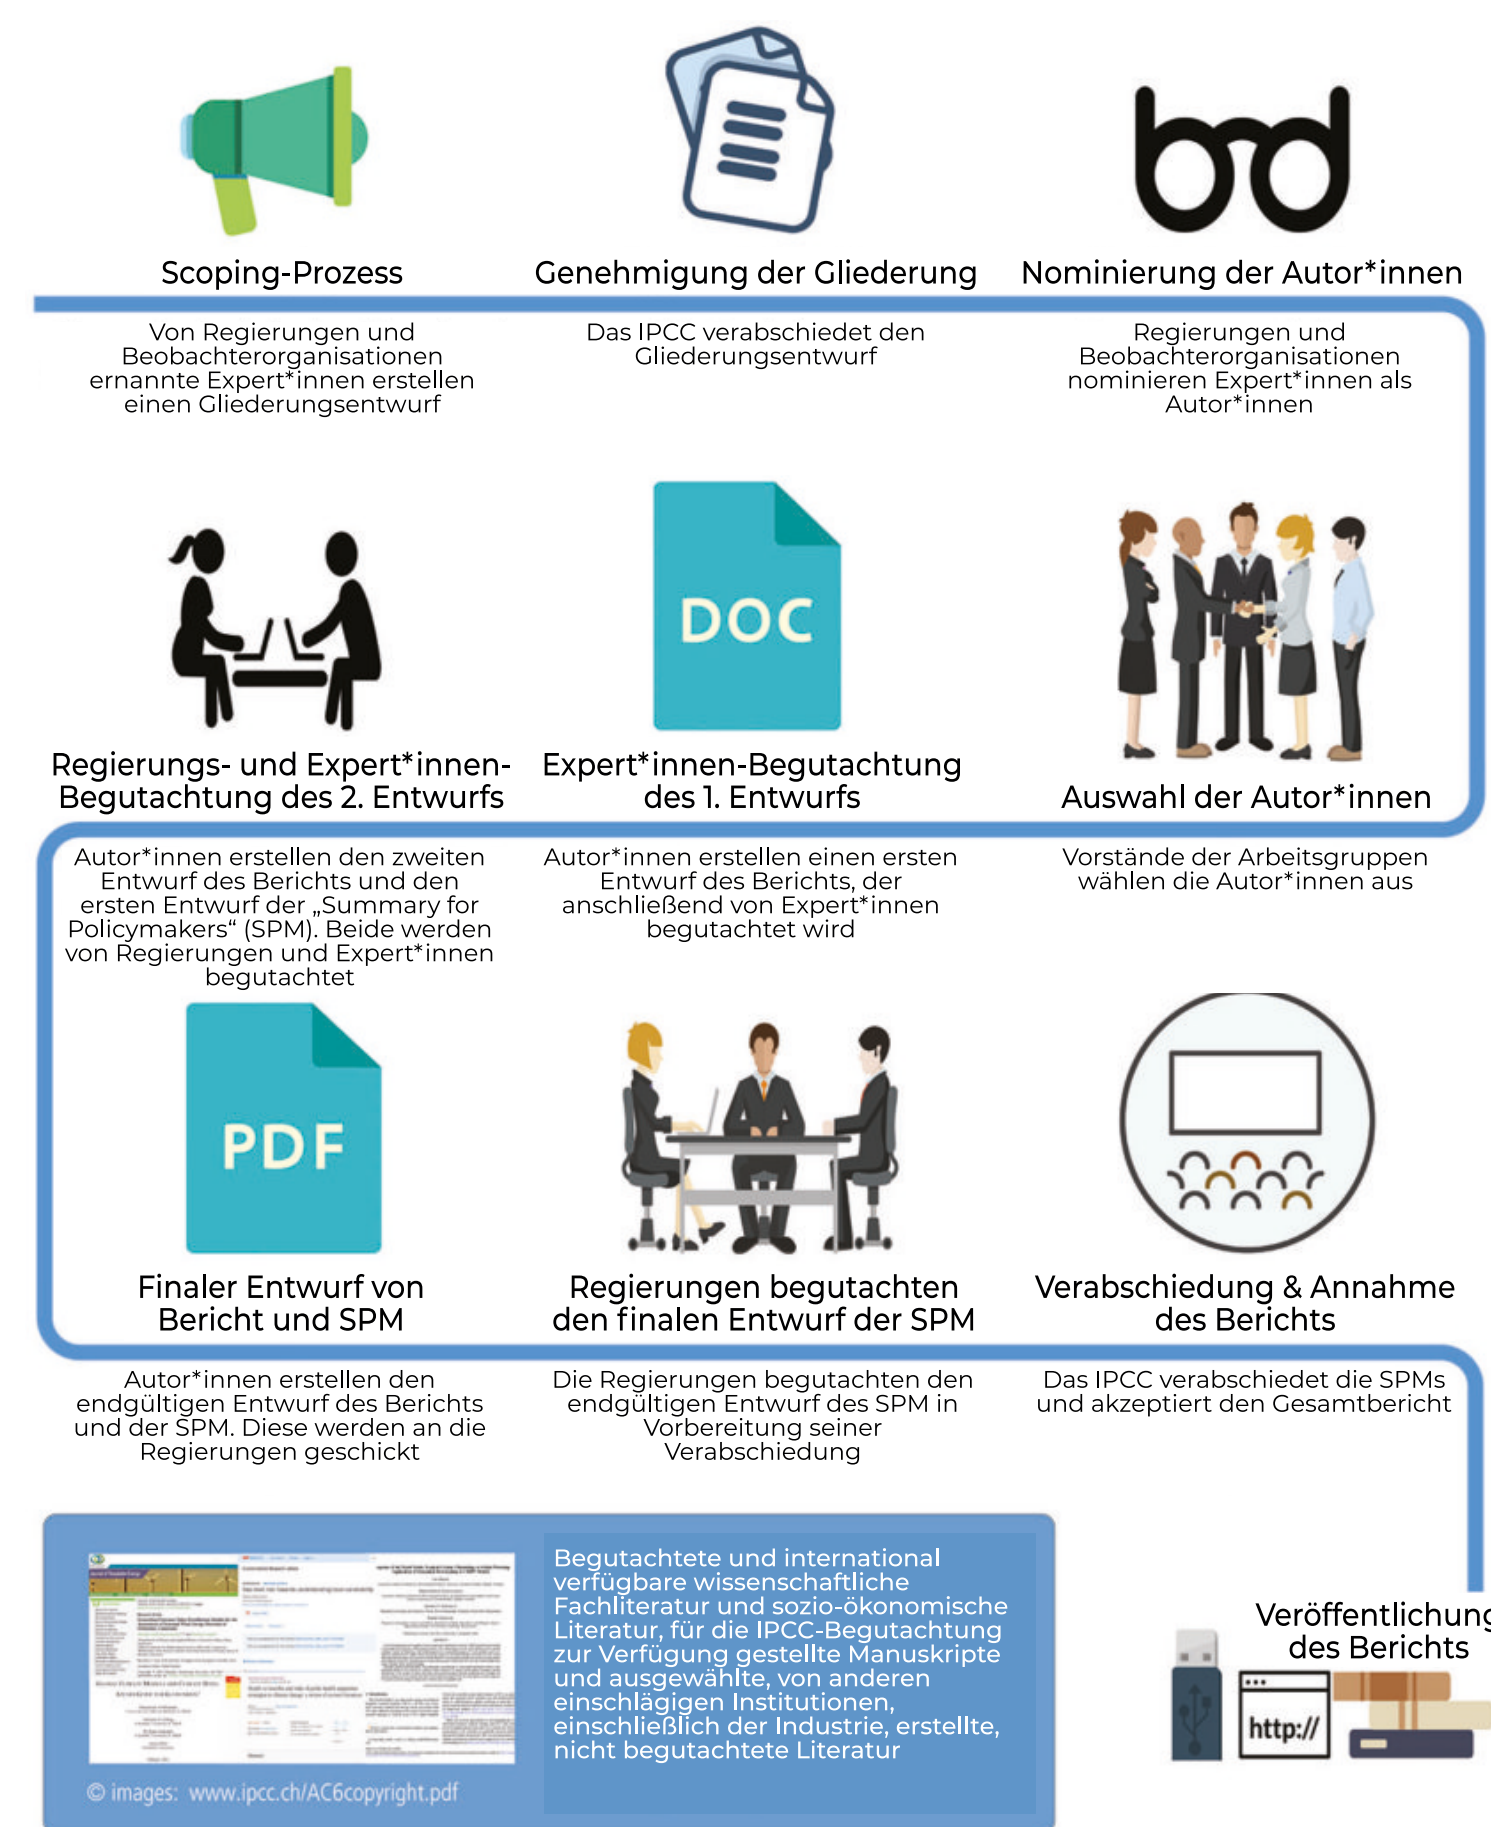 Scoping-Prozess
Von Regierungen und
Beobachterorganisationen
ernannte Expert*innen erstellen
einen Gliederungsentwurf
Genehmigung der Gliederung
Das IPCC verabschiedet den
Gliederungsentwurf
Nominierung der Autor*innen
Regierungen und
Beobachterorganisationen
nominieren Expert*innen als
Autor*innen
Auswahl der Autor*innen
Vorstände der Arbeitsgruppen
wählen die Autor*innen aus
DOC
Expert*innen-Begutachtung
des 1. Entwurfs
Autor*innen erstellen einen ersten
Entwurf des Berichts, der
anschließend von Expert*innen
begutachtet wird
Regierungs- und Expert*innen-
Begutachtung des 2. Entwurfs
Autor*innen erstellen den zweiten
Entwurf des Berichts und den
ersten Entwurf der „Summary for
Policymakers“ (SPM). Beide werden
von Regierungen und Expert*innen
begutachtet
PDF
Finaler Entwurf von
Bericht und SPM
Autor*innen erstellen den
endgültigen Entwurf des Berichts
und der SPM. Diese werden an die
Regierungen geschickt
Regierungen begutachten
den finalen Entwurf der SPM
Die Regierungen begutachten den
endgültigen Entwurf des SPM in
Vorbereitung seiner
Verabschiedung
Verabschiedung & Annahme
des Berichts
Das IPCC verabschiedet die SPMs
und akzeptiert den Gesamtbericht
Veröffentlichung
des Berichts
http://
Begutachtete und international
verfügbare wissenschaftliche
Fachliteratur und sozio-ökonomische
Literatur, für die IPCC-Begutachtung
zur Verfügung gestellte Manuskripte
und ausgewählte, von anderen
einschlägigen Institutionen,
einschließlich der Industrie, erstellte,
nicht begutachtete Literatur
© images: www.ipcc.ch/AC6copyright.pdf